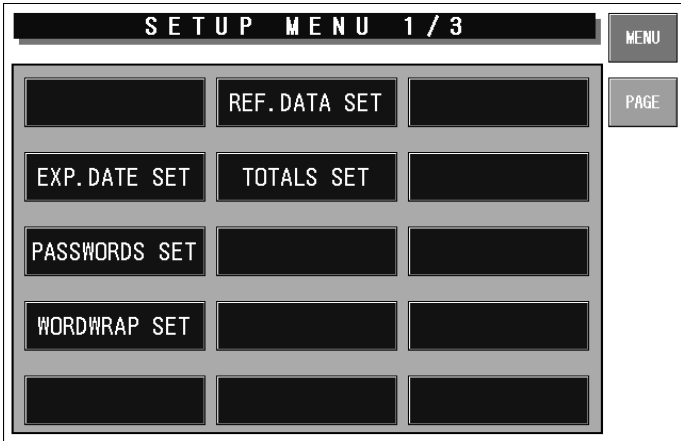 SETUP MENU 1/3
MENU
REF.DATA SET
PAGE
EXP.DATE SET
TOTALS SET
PASSWORDS SET
WORDWRAP SET